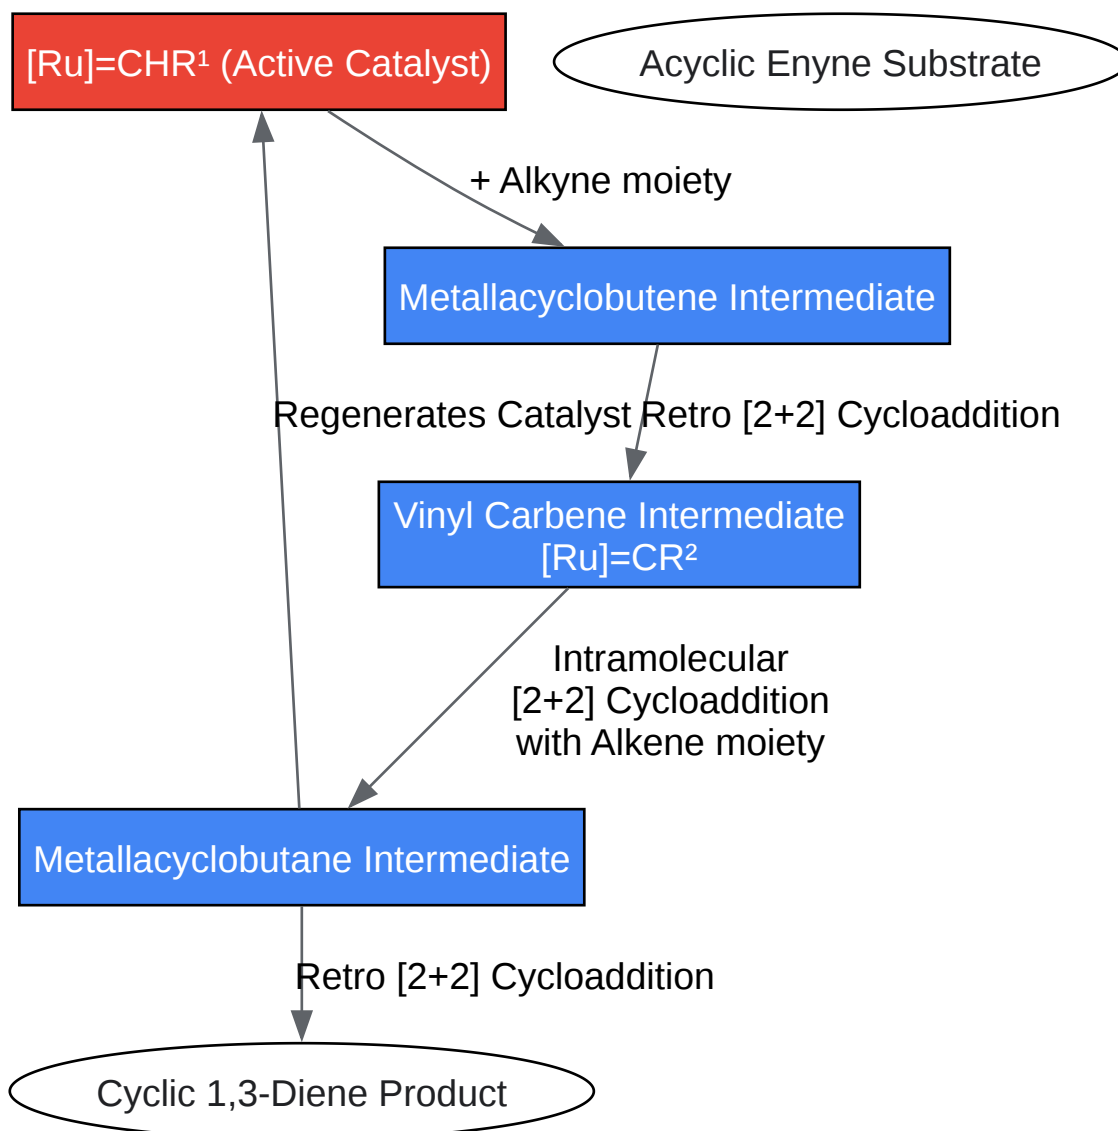 [Ru]=CHR¹ (Active Catalyst)
Acyclic Enyne Substrate
+ Alkyne moiety
Metallacyclobutene Intermediate
Regenerates Catalyst
Retro [2+2] Cycloaddition
Vinyl Carbene Intermediate
[Ru]=CR²
Intramolecular
[2+2] Cycloaddition
with Alkene moiety
Metallacyclobutane Intermediate
Retro [2+2] Cycloaddition
Cyclic 1,3-Diene Product